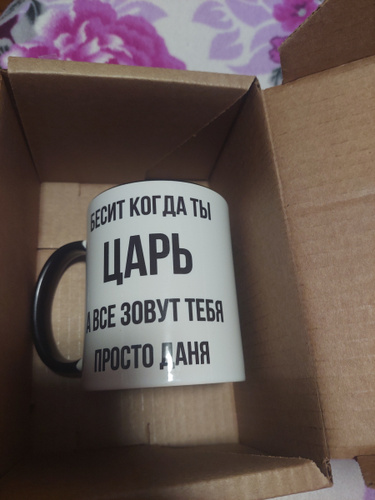 БЕСИТ КОГДА ТЫ
ЦАРЬ
А ВСЕ ЗОВУТ ТЕБЯ
ПРОСТО ДАНЯ